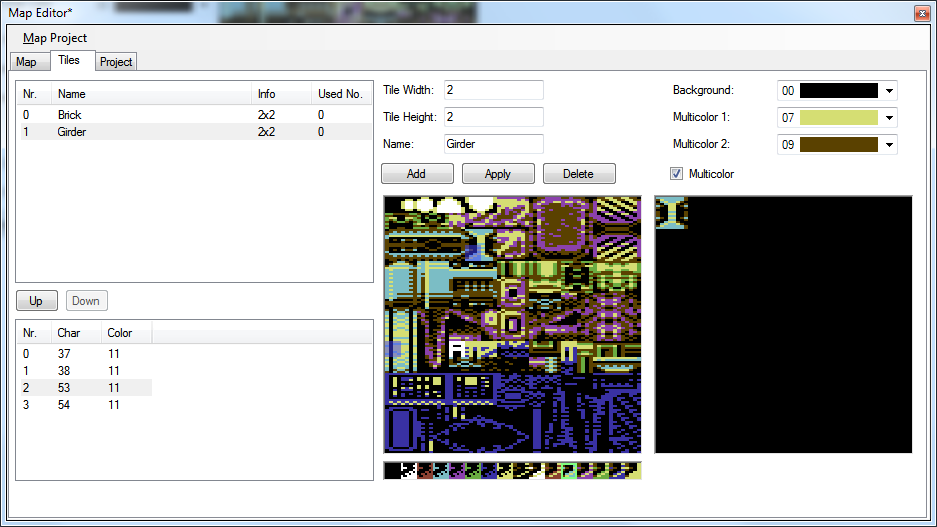 Map Editor*
Map Project
Map Tiles Project
Nr. Name Info Used No.
0 Brick 2x2 0
1 Girder 2x2 0
Tile Width: 2
Tile Height: 2
Name: Girder
Add Apply Delete
Background: 00
Multicolor 1: 07
Multicolor 2: 09
Multicolor
Up Down
Nr. Char Color
0 37 11
1 38 11
2 53 11
3 54 11